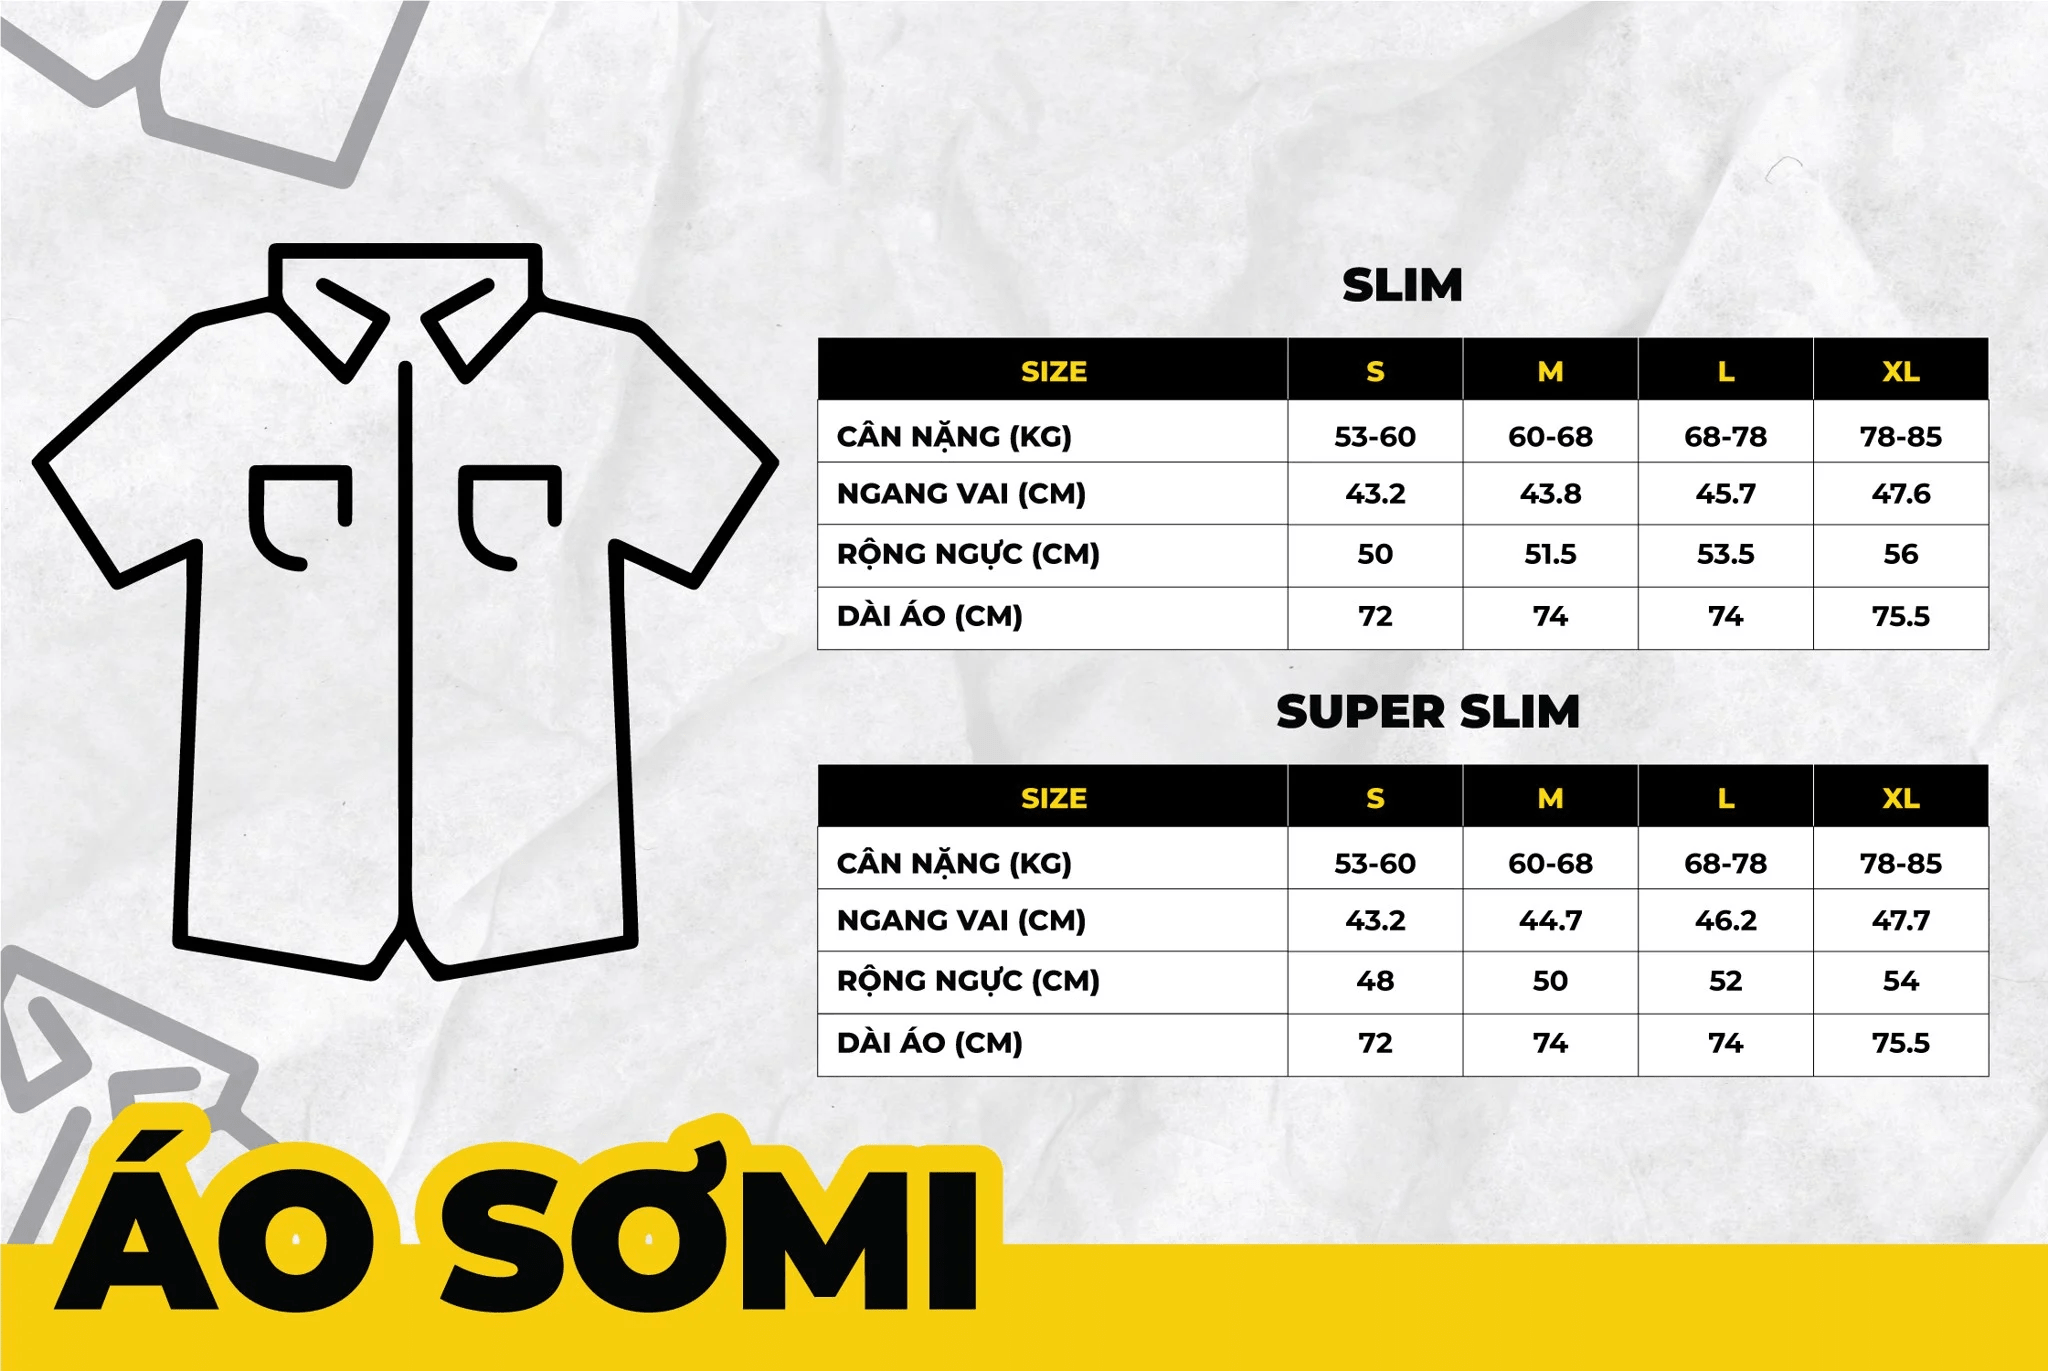 SLIM
SIZE S M L XL
CÂN NẶNG (KG) 53-60 60-68 68-78 78-85
NGANG VAI (CM) 43.2 43.8 45.7 47.6
RỘNG NGỰC (CM) 50 51.5 53.5 56
DÀI ÁO (CM) 72 74 74 75.5
SUPER SLIM
SIZE S M L XL
CÂN NẶNG (KG) 53-60 60-68 68-78 78-85
NGANG VAI (CM) 43.2 44.7 46.2 47.7
RỘNG NGỰC (CM) 48 50 52 54
DÀI ÁO (CM) 72 74 74 75.5
ÁO SƠMI